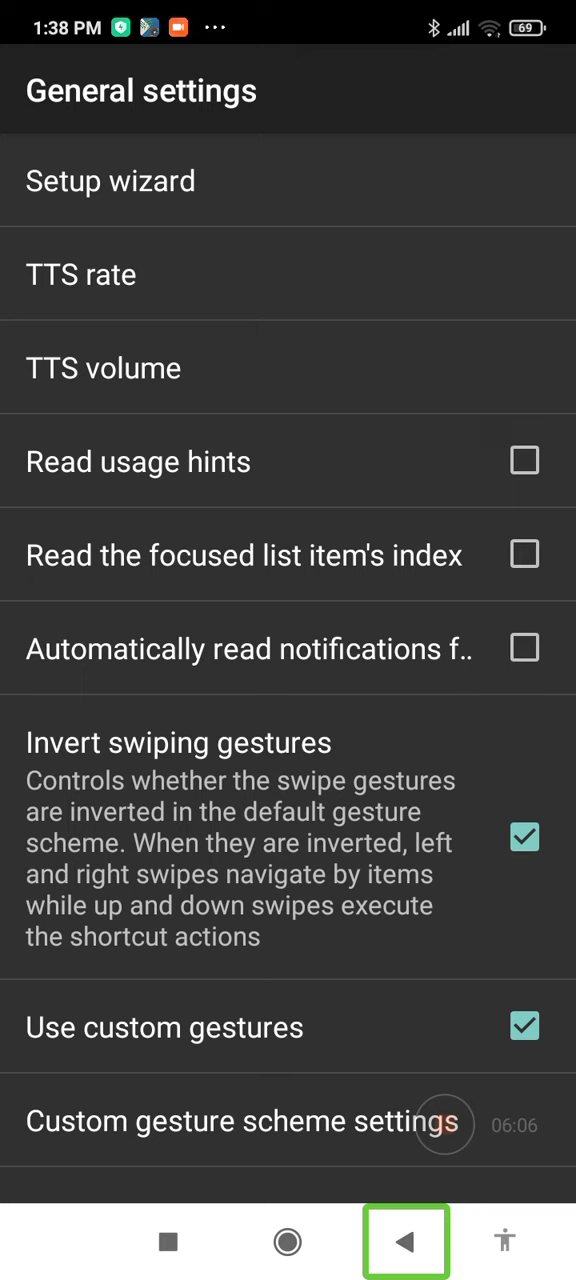 1:38 PM
69
General settings
Setup wizard
TTS rate
TTS volume
Read usage hints
Read the focused list item's index
Automatically read notifications f..
Invert swiping gestures
Controls whether the swipe gestures
are inverted in the default gesture
scheme. When they are inverted, left
and right swipes navigate by items
while up and down swipes execute
the shortcut actions
Use custom gestures
Custom gesture scheme settings
06:06